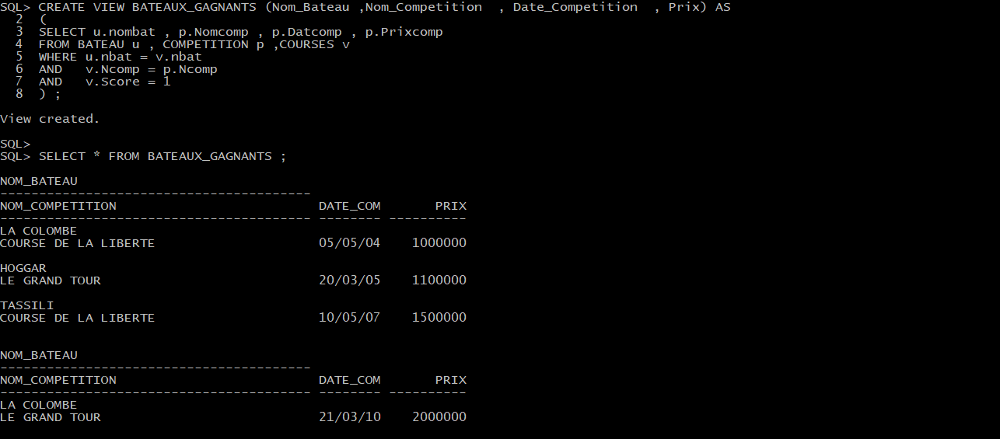 SQL> CREATE VIEW BATEAUX_GAGNANTS (Nom_Bateau ,Nom_Competition  , Date_Competition  , Prix) AS
  2  (
  3  SELECT u.nombat , p.Nomcomp , p.Datcomp , p.Prixcomp
  4  FROM BATEAU u , COMPETITION p ,COURSES v
  5  WHERE u.nbat = v.nbat
  6  AND   v.Ncomp = p.Ncomp
  7  AND   v.Score = 1
  8  ) ;
View created.
SQL>
SQL> SELECT * FROM BATEAUX_GAGNANTS ;
NOM_BATEAU
----------------------------------------
NOM_COMPETITION                          DATE_COM       PRIX
---------------------------------------- -------- ----------
LA COLOMBE
COURSE DE LA LIBERTE                     05/05/04    1000000
HOGGAR
LE GRAND TOUR                            20/03/05    1100000
TASSILI
COURSE DE LA LIBERTE                     10/05/07    1500000
NOM_BATEAU
----------------------------------------
NOM_COMPETITION                          DATE_COM       PRIX
---------------------------------------- -------- ----------
LA COLOMBE
LE GRAND TOUR                            21/03/10    2000000